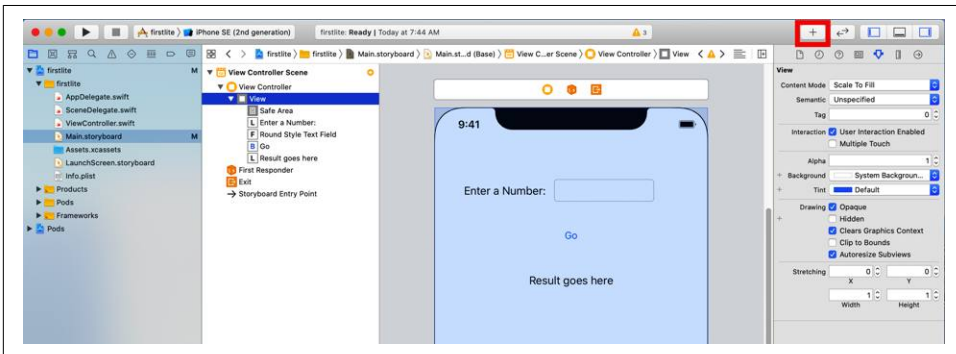 firstlite
iPhone SE (2nd generation)
firstlite: Ready | Today at 7:44 AM
3
firstlite
M
firstlite
AppDelegate.swift
SceneDelegate.swift
ViewController.swift
Main.storyboard
M
Assets.xcassets
LaunchScreen.storyboard
Info.plist
Products
Pods
Frameworks
Pods
firstlite
firstlite
Main.storyboard
Main.st...d (Base)
View C...er Scene
View Controller
View
View Controller Scene
View Controller
View
Safe Area
L Enter a Number:
F Round Style Text Field
B Go
L Result goes here
First Responder
Exit
Storyboard Entry Point
9:41
Enter a Number:
Go
Result goes here
View
Content Mode Scale To Fill
Semantic Unspecified
Tag 0
Interaction User Interaction Enabled
Multiple Touch
Alpha 1
Background System Backgroun...
Tint Default
Drawing Opaque
Hidden
Clears Graphics Context
Clip to Bounds
Autoresize Subviews
Stretching 0 0
X Y
1 1
Width Height